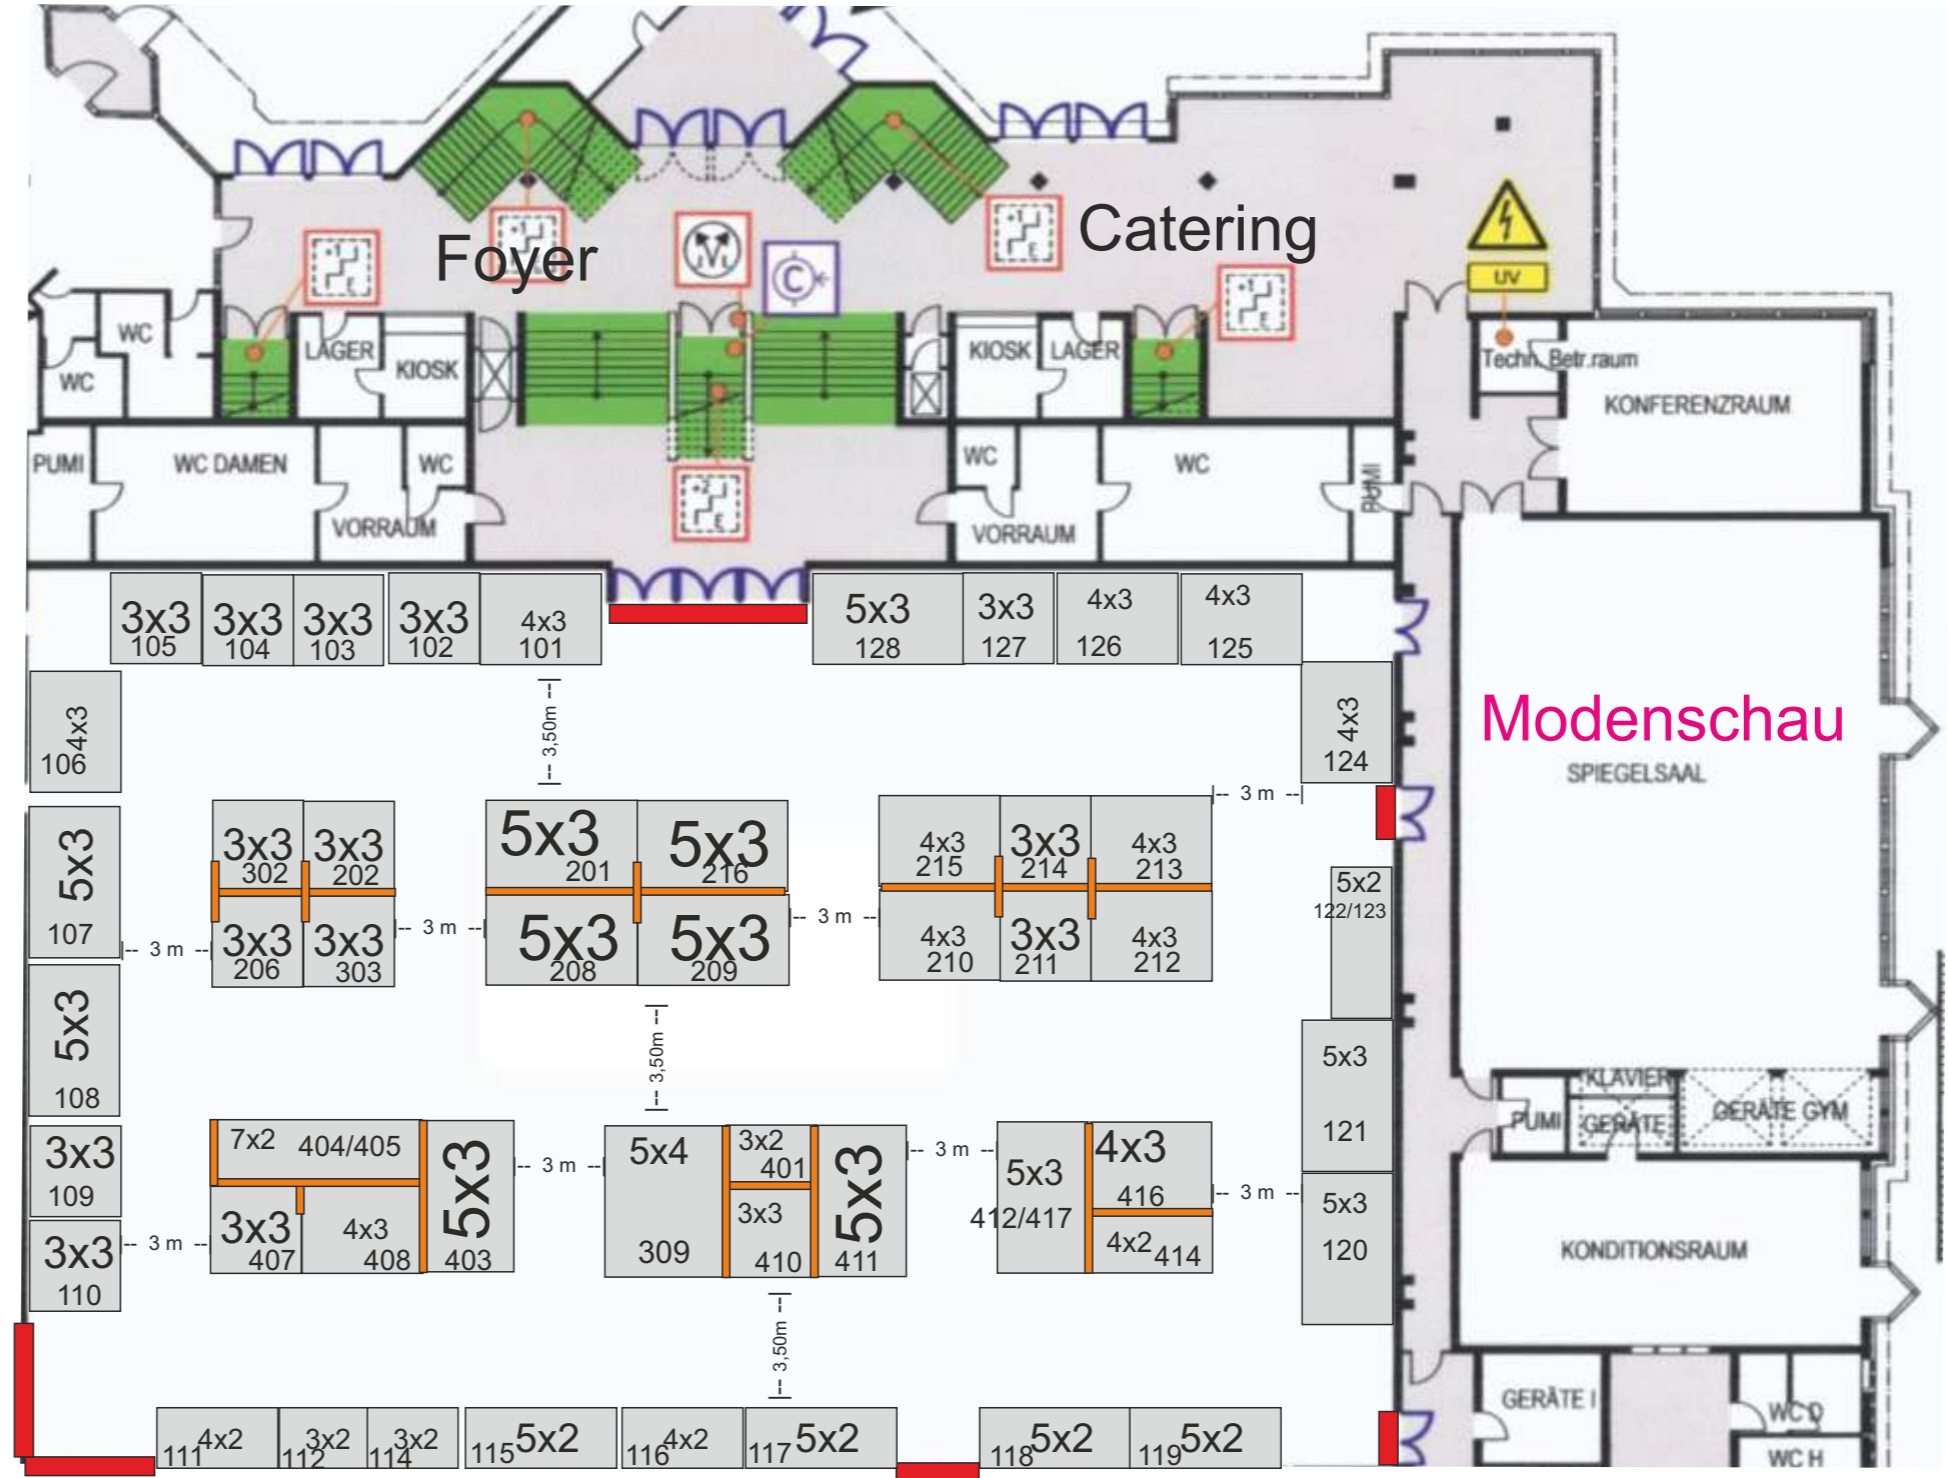 Foyer
Catering
+1
E
+1
E
+1
E
+1
E
C
UV
WC
WC
LAGER
KIOSK
KIOSK
LAGER
Techn. Betr.raum
KONFERENZRAUM
PUMI
WC DAMEN
WC
VORRAUM
+2
E
WC
VORRAUM
WC
PUMI
3x3
105
3x3
104
3x3
103
3x3
102
4x3
101
5x3
128
3x3
127
4x3
126
4x3
125
4x3
106
4x3
124
3,50m
Modenschau
SPIEGELSAAL
3 m
5x3
107
3x3
302
3x3
202
5x3
201
5x3
216
4x3
215
3x3
214
4x3
213
5x2
122/123
3 m
3x3
206
3x3
303
3 m
5x3
208
5x3
209
3 m
4x3
210
3x3
211
4x3
212
5x3
108
3,50m
5x3
121
KLAVIER
PUMI
GERÄTE
GERÄTE GYM
3x3
109
7x2 404/405
5x3
403
3 m
5x4
309
3x2
401
5x3
411
3 m
5x3
412/417
4x3
416
3 m
5x3
120
3x3
110
3 m
3x3
407
4x3
408
3x3
410
4x2 414
KONDITIONSRAUM
3,50m
GERÄTE I
WC D
WC H
111 4x2
112 3x2
114 3x2
115 5x2
116 4x2
117 5x2
118 5x2
119 5x2